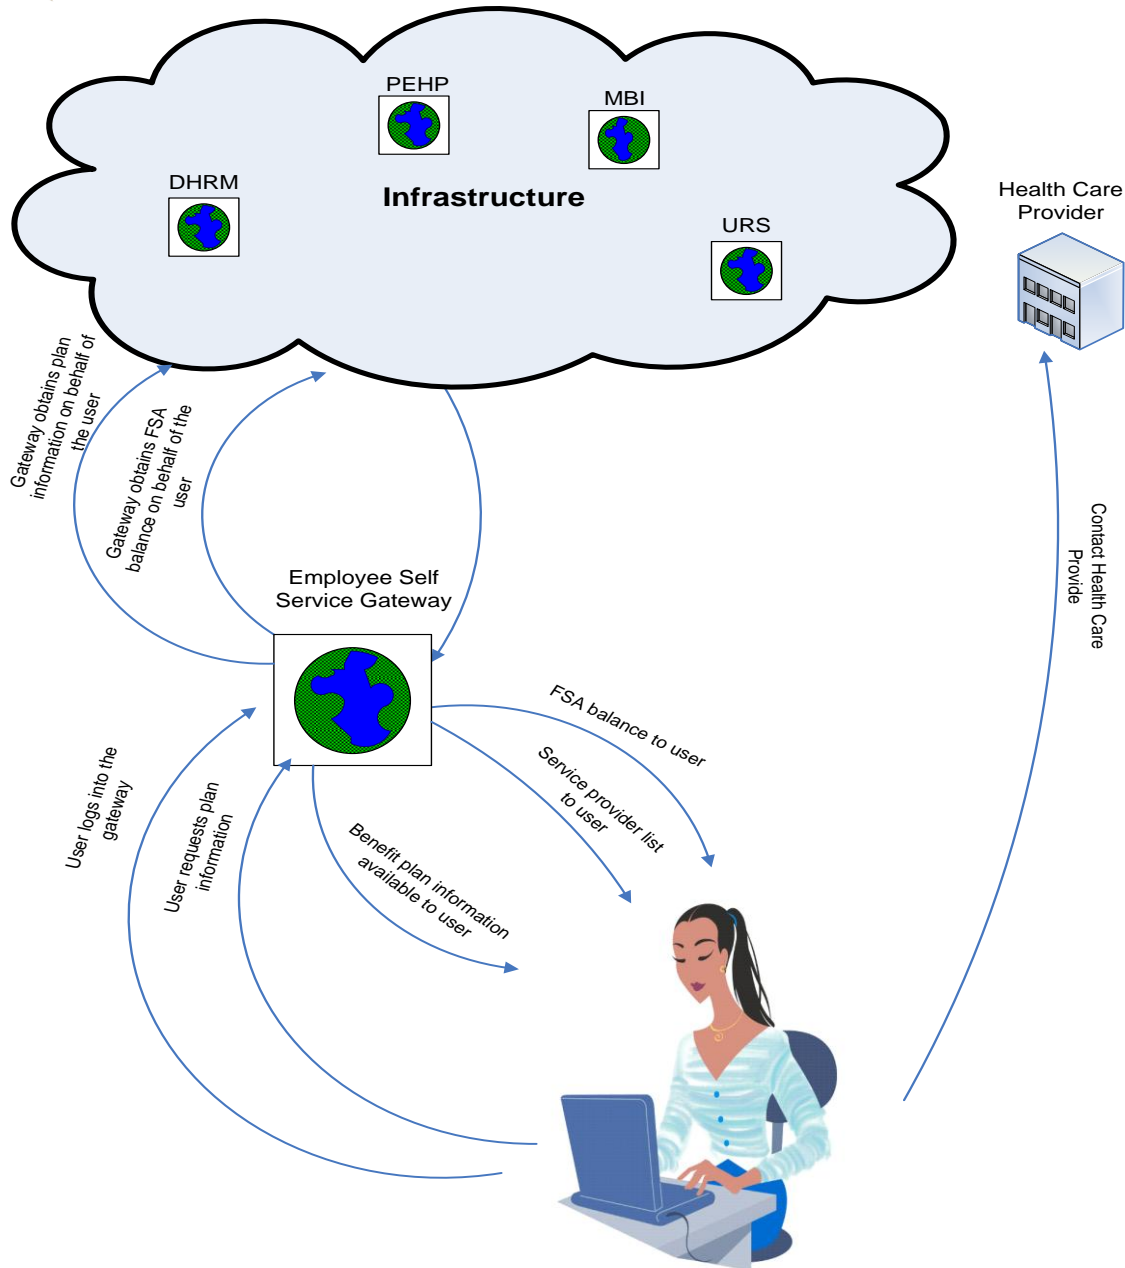 PEHP
MBI
DHRM
Infrastructure
URS
Health Care
Provider
Gateway obtains plan
information on behalf of
the user
Gateway obtains FSA
balance on behalf of the
user
Contact Health Care
Provide
Employee Self
Service Gateway
FSA balance to user
Service provider list
to user
User logs into the
gateway
User requests plan
information
Benefit plan information
available to user